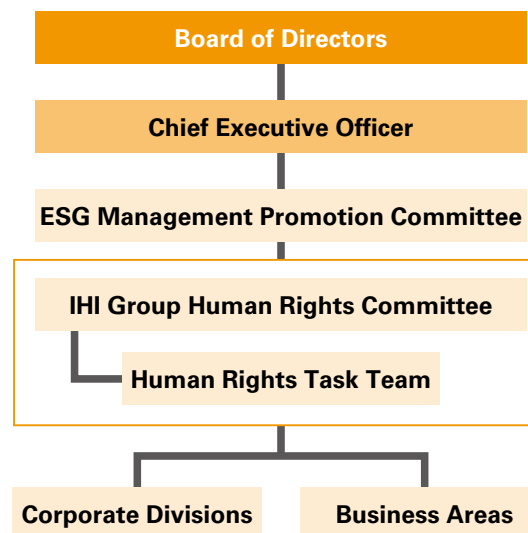 Board of Directors
Chief Executive Officer
ESG Management Promotion Committee
IHI Group Human Rights Committee
Human Rights Task Team
Corporate Divisions
Business Areas